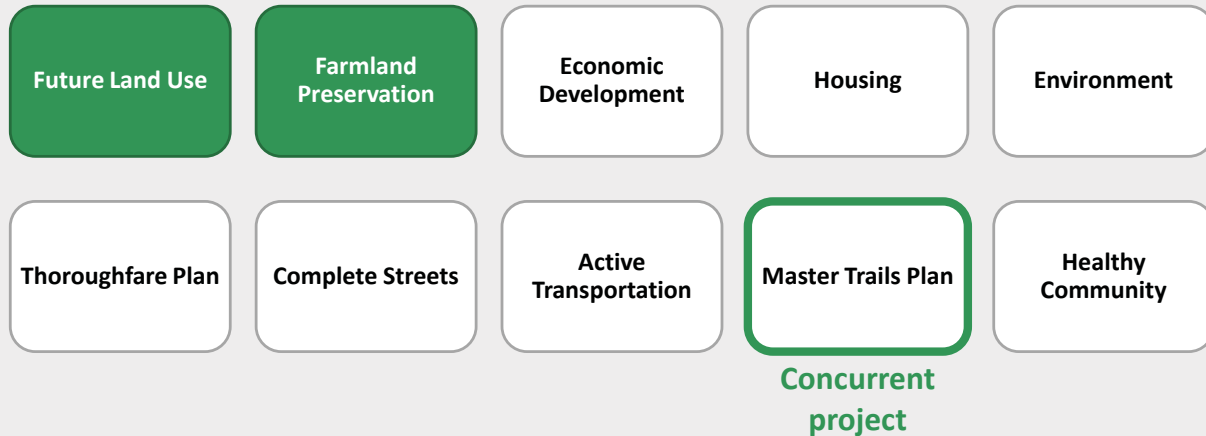 Future Land Use
Farmland
Preservation
Economic
Development
Housing
Environment
Thoroughfare Plan
Complete Streets
Active
Transportation
Master Trails Plan
Healthy
Community
Concurrent
project